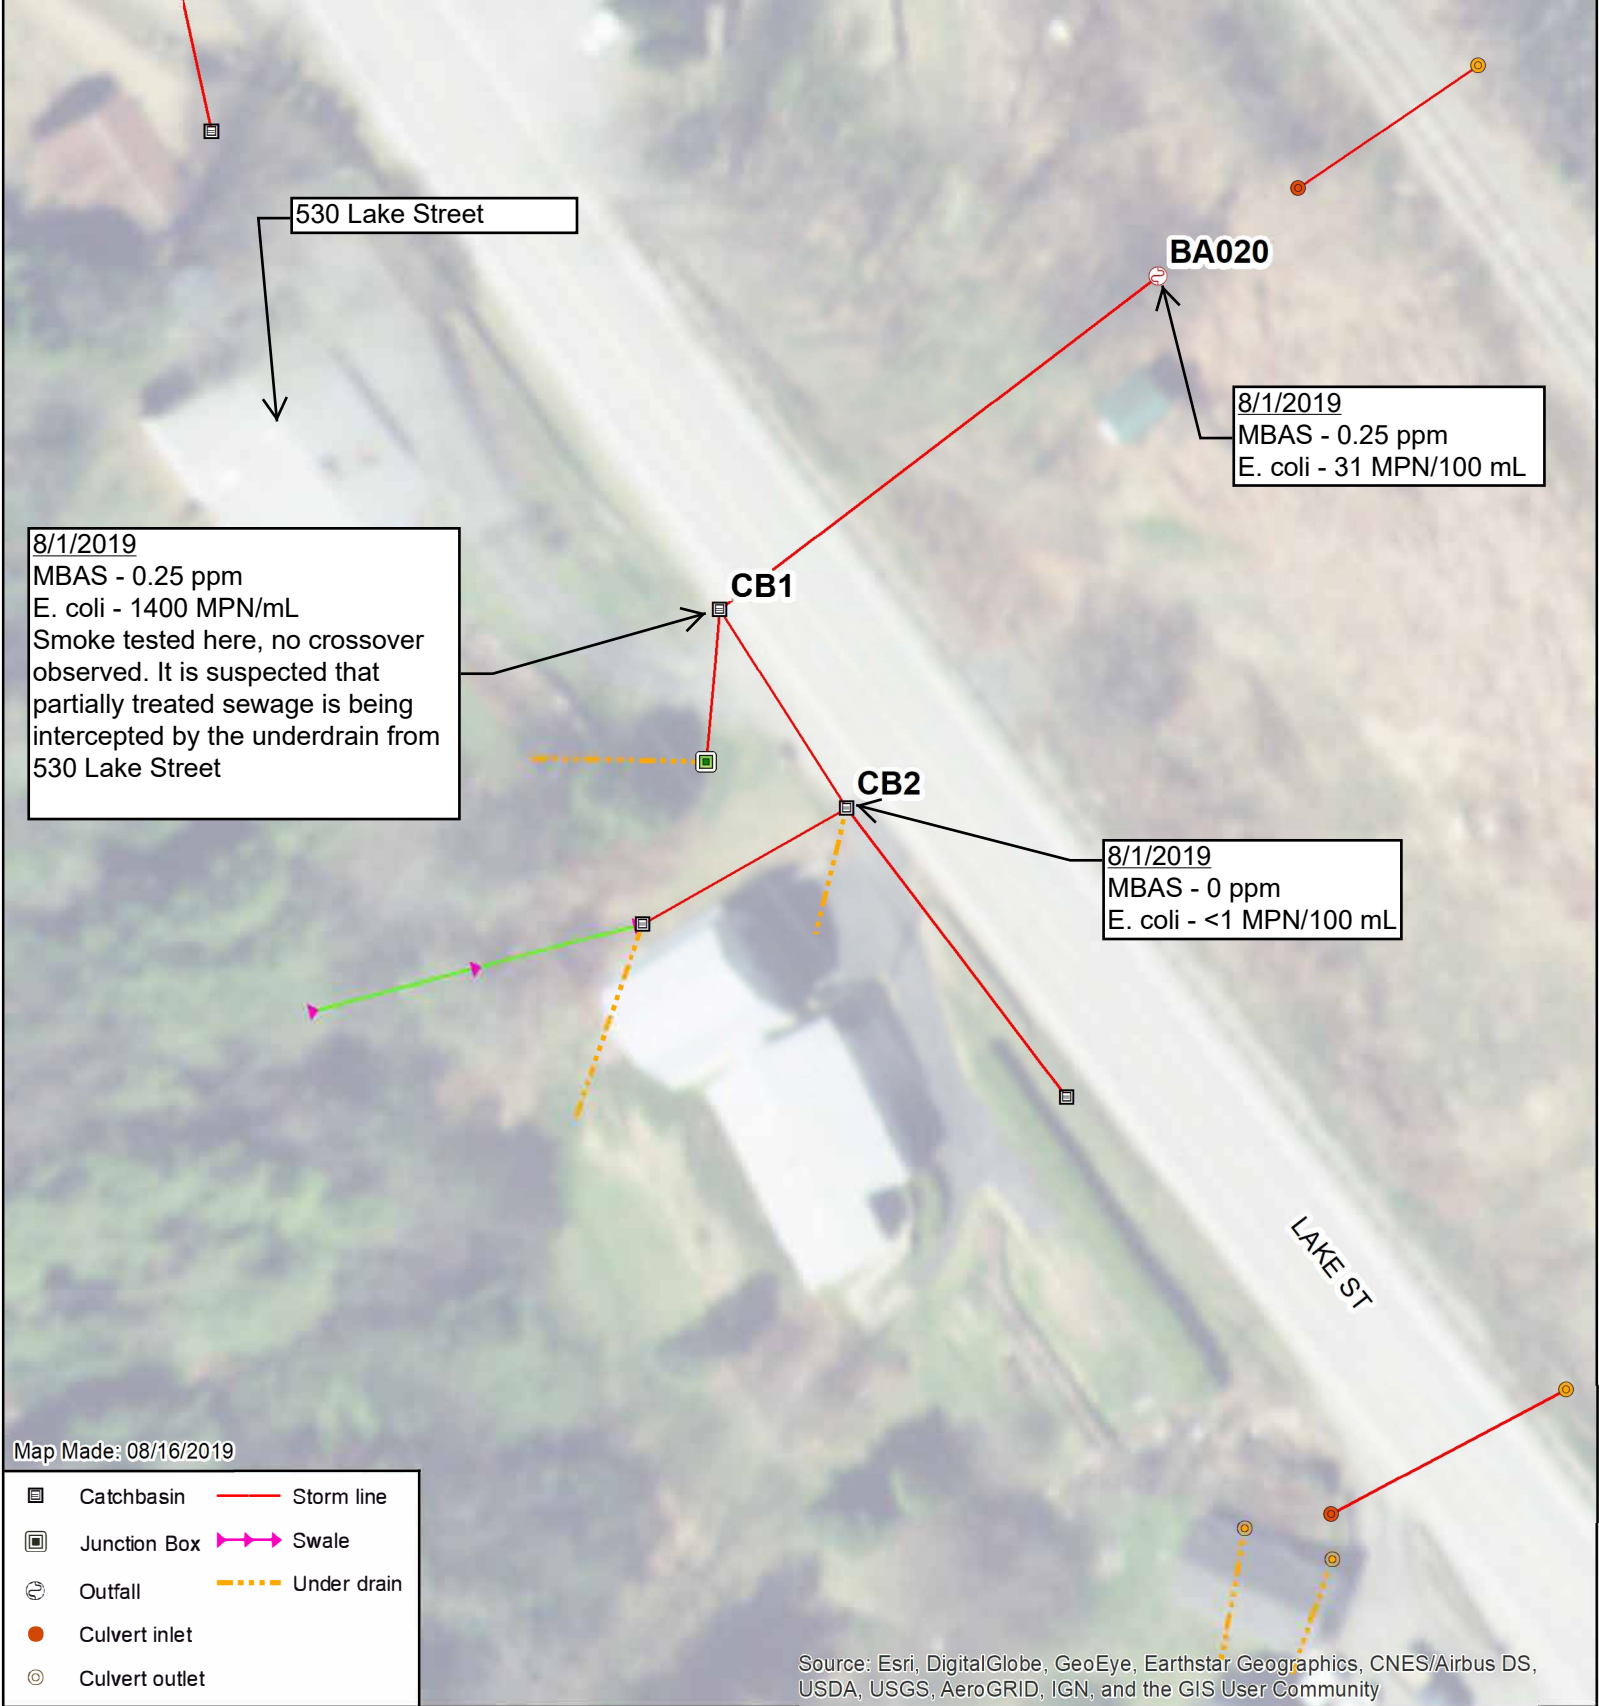 530 Lake Street
BA020
8/1/2019
MBAS - 0.25 ppm
E. coli - 31 MPN/100 mL
8/1/2019
MBAS - 0.25 ppm
E. coli - 1400 MPN/mL
Smoke tested here, no crossover
observed. It is suspected that
partially treated sewage is being
intercepted by the underdrain from
530 Lake Street
CB1
CB2
8/1/2019
MBAS - 0 ppm
E. coli - <1 MPN/100 mL
LAKE ST
Map Made: 08/16/2019
Catchbasin
Junction Box
Outfall
Culvert inlet
Culvert outlet
Storm line
Swale
Under drain
Source: Esri, DigitalGlobe, GeoEye, Earthstar Geographics, CNES/Airbus DS,
USDA, USGS, AeroGRID, IGN, and the GIS User Community